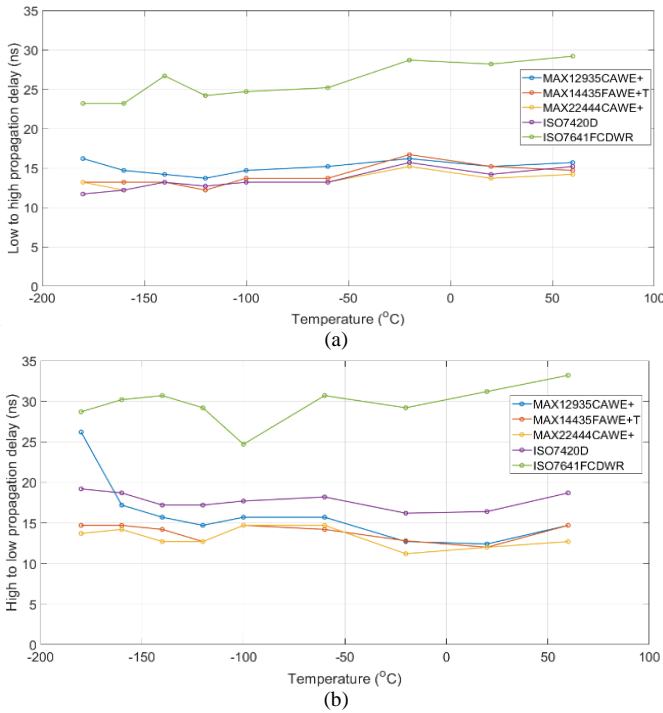 35
30
25
20
15
10
5
0
Low to high propagation delay (ns)
MAX12935CAWE+
MAX14435FAWE+T
MAX22444CAWE+
ISO7420D
ISO7641FCDWR
-200 -150 -100 -50 0 50 100
Temperature (°C)
(a)
35
30
25
20
15
10
5
0
High to low propagation delay (ns)
MAX12935CAWE+
MAX14435FAWE+T
MAX22444CAWE+
ISO7420D
ISO7641FCDWR
-200 -150 -100 -50 0 50 100
Temperature (°C)
(b)